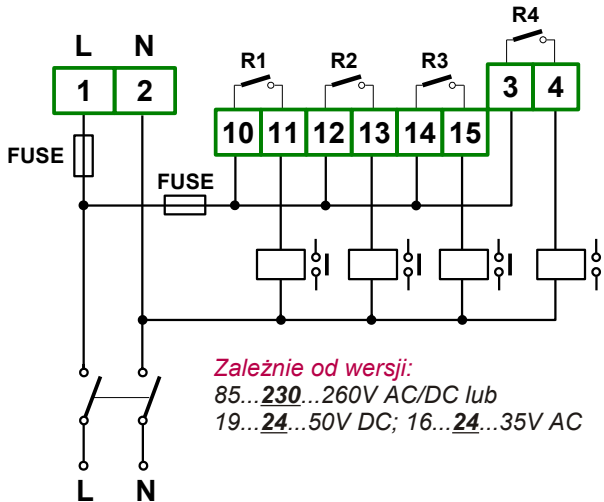 R4
L N
R1 R2 R3
1 2
3 4
10 11 12 13 14 15
FUSE
FUSE
Zależnie od wersji:
85...230...260V AC/DC lub
19...24...50V DC; 16...24...35V AC
L N